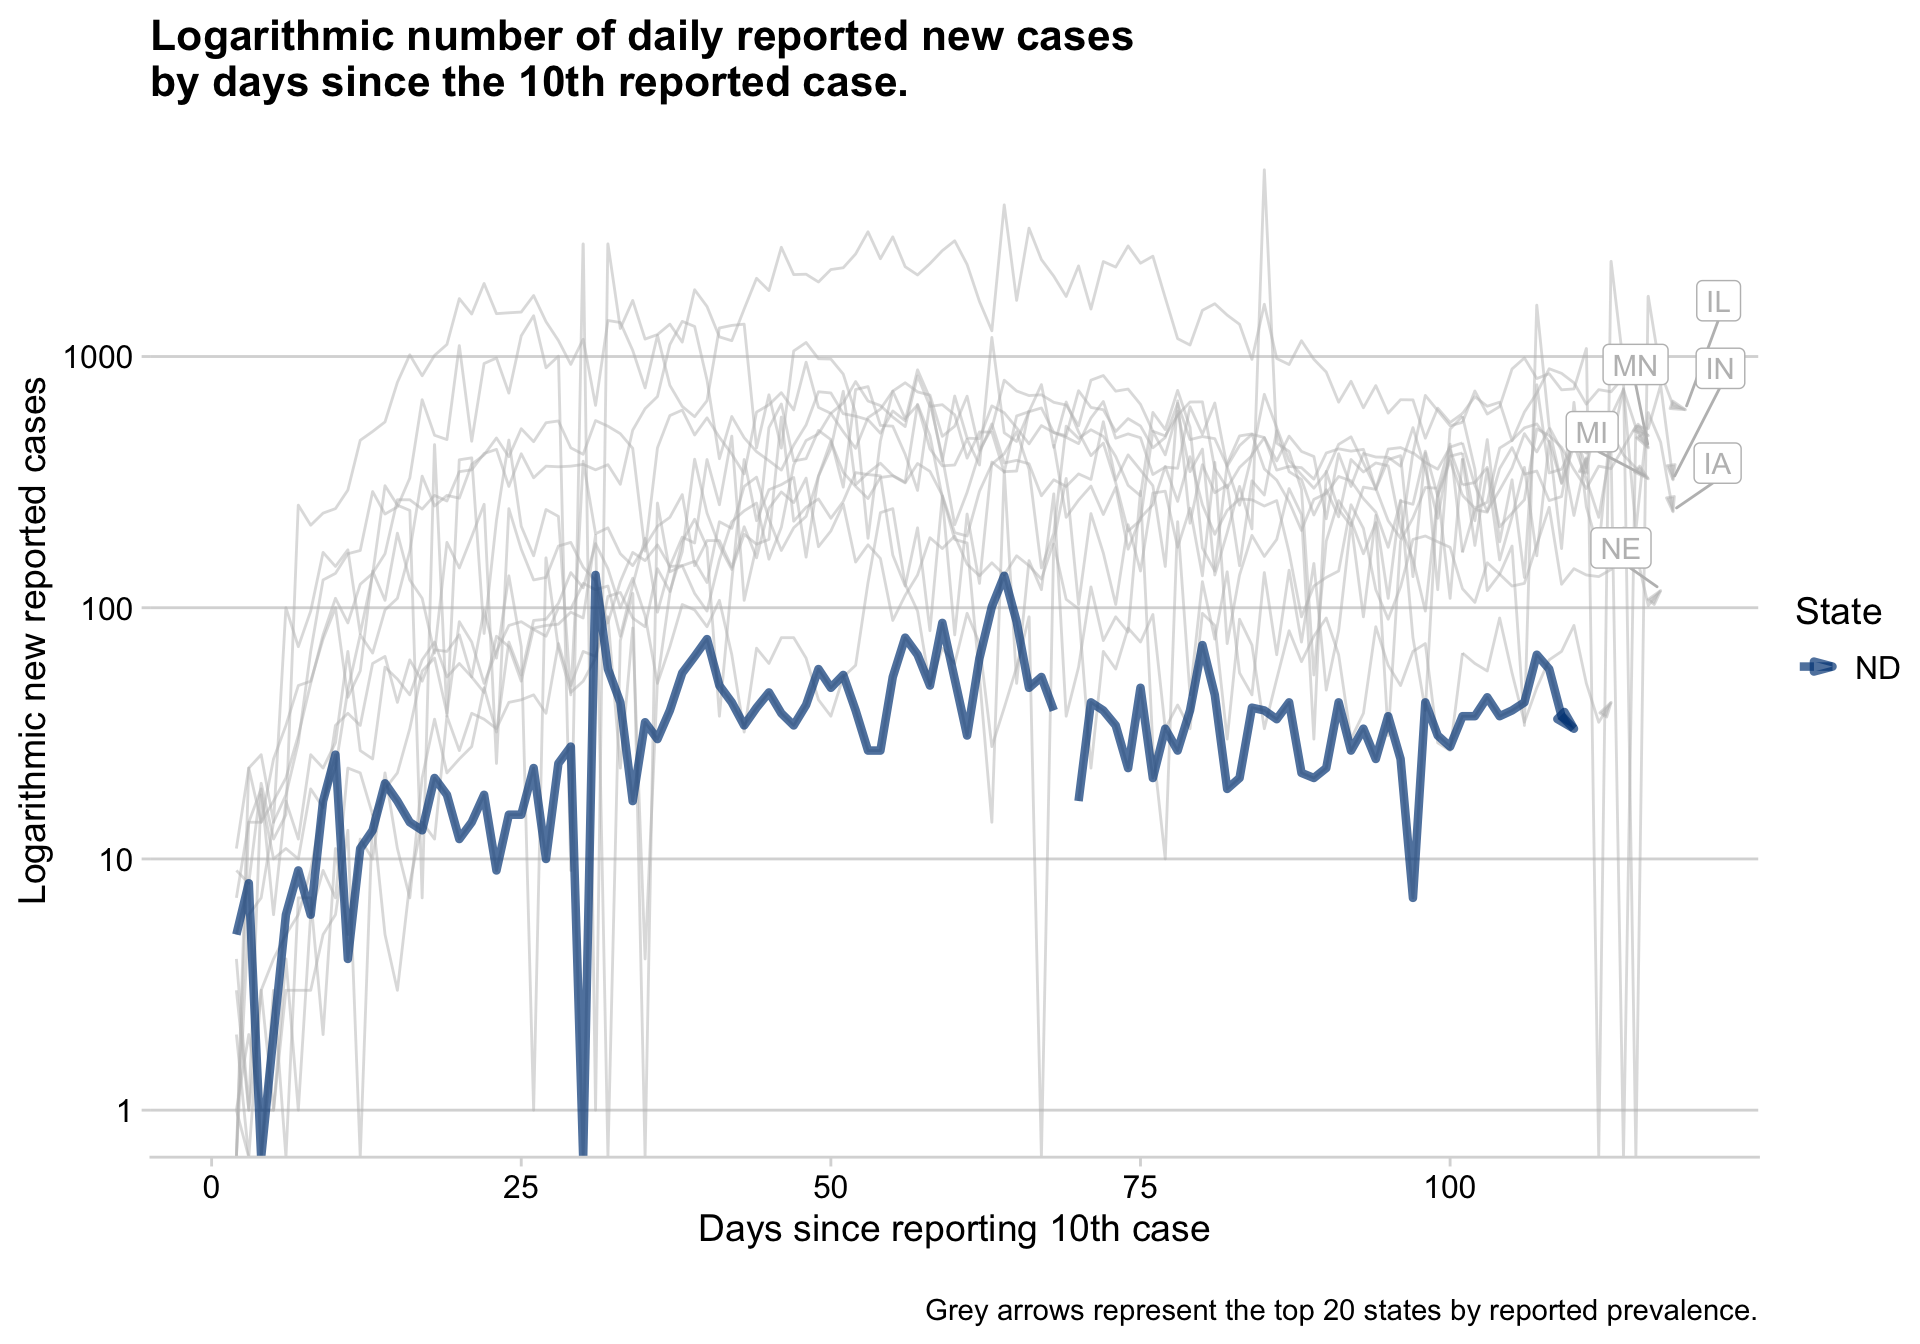 Logarithmic number of daily reported new cases
by days since the 10th reported case.
Logarithmic new reported cases
1000
100
10
1
IL
MN
IN
MI
IA
NE
State
ND
0
25
50
75
100
Days since reporting 10th case
Grey arrows represent the top 20 states by reported prevalence.